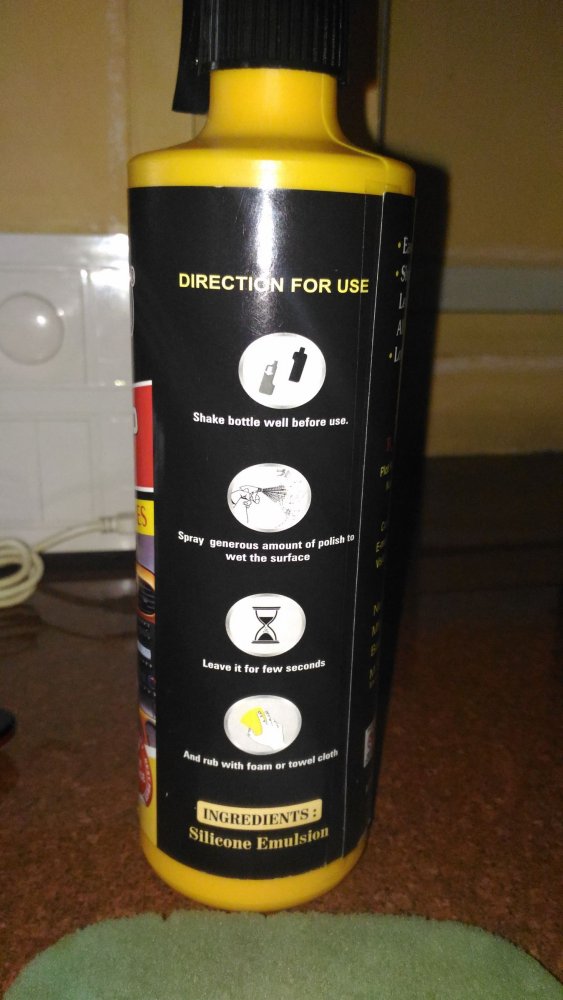 DIRECTION FOR USE
Shake bottle well before use.
Spray generous amount of polish to
wet the surface
Leave it for few seconds
And rub with foam or towel cloth
INGREDIENTS :
Silicone Emulsion